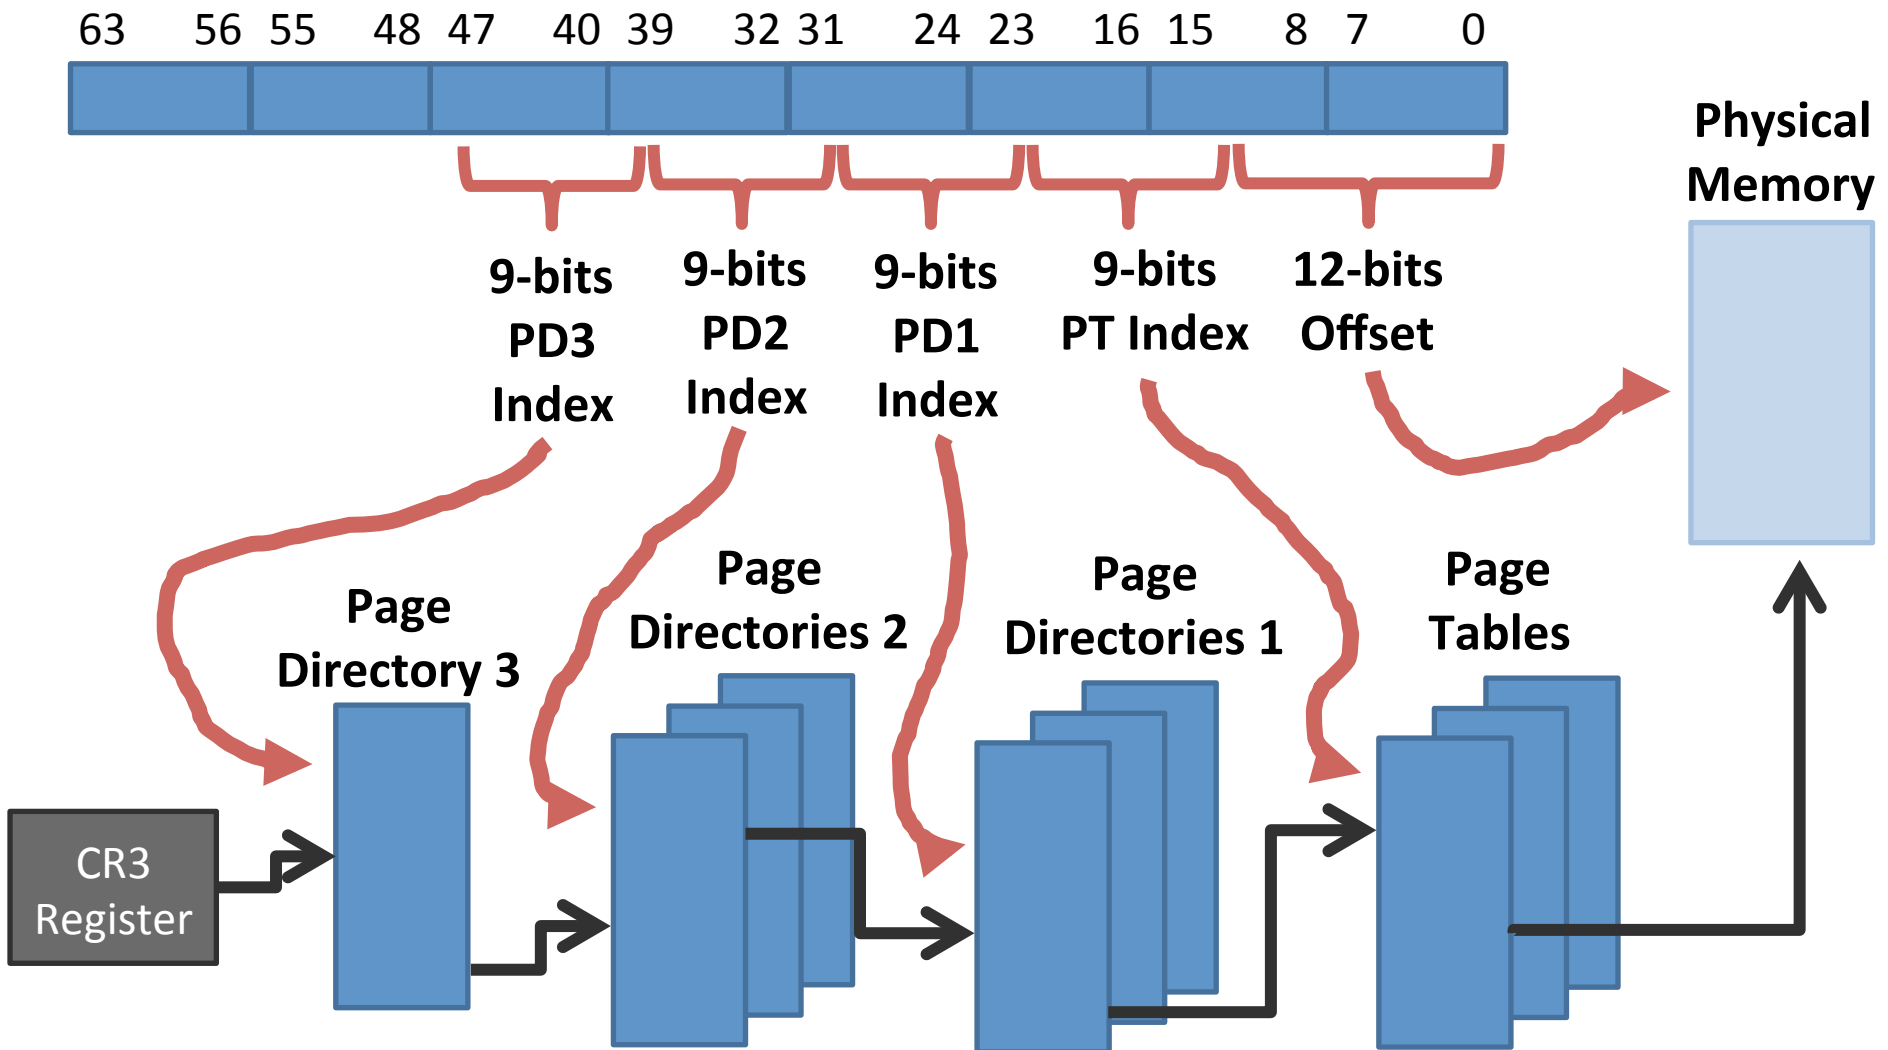 63 56 55 48 47 40 39 32 31 24 23 16 15 8 7 0
Physical
Memory
9-bits
PD3
Index
9-bits
PD2
Index
9-bits
PD1
Index
9-bits
PT Index
12-bits
Offset
Page
Directory 3
Page
Directories 2
Page
Directories 1
Page
Tables
CR3
Register